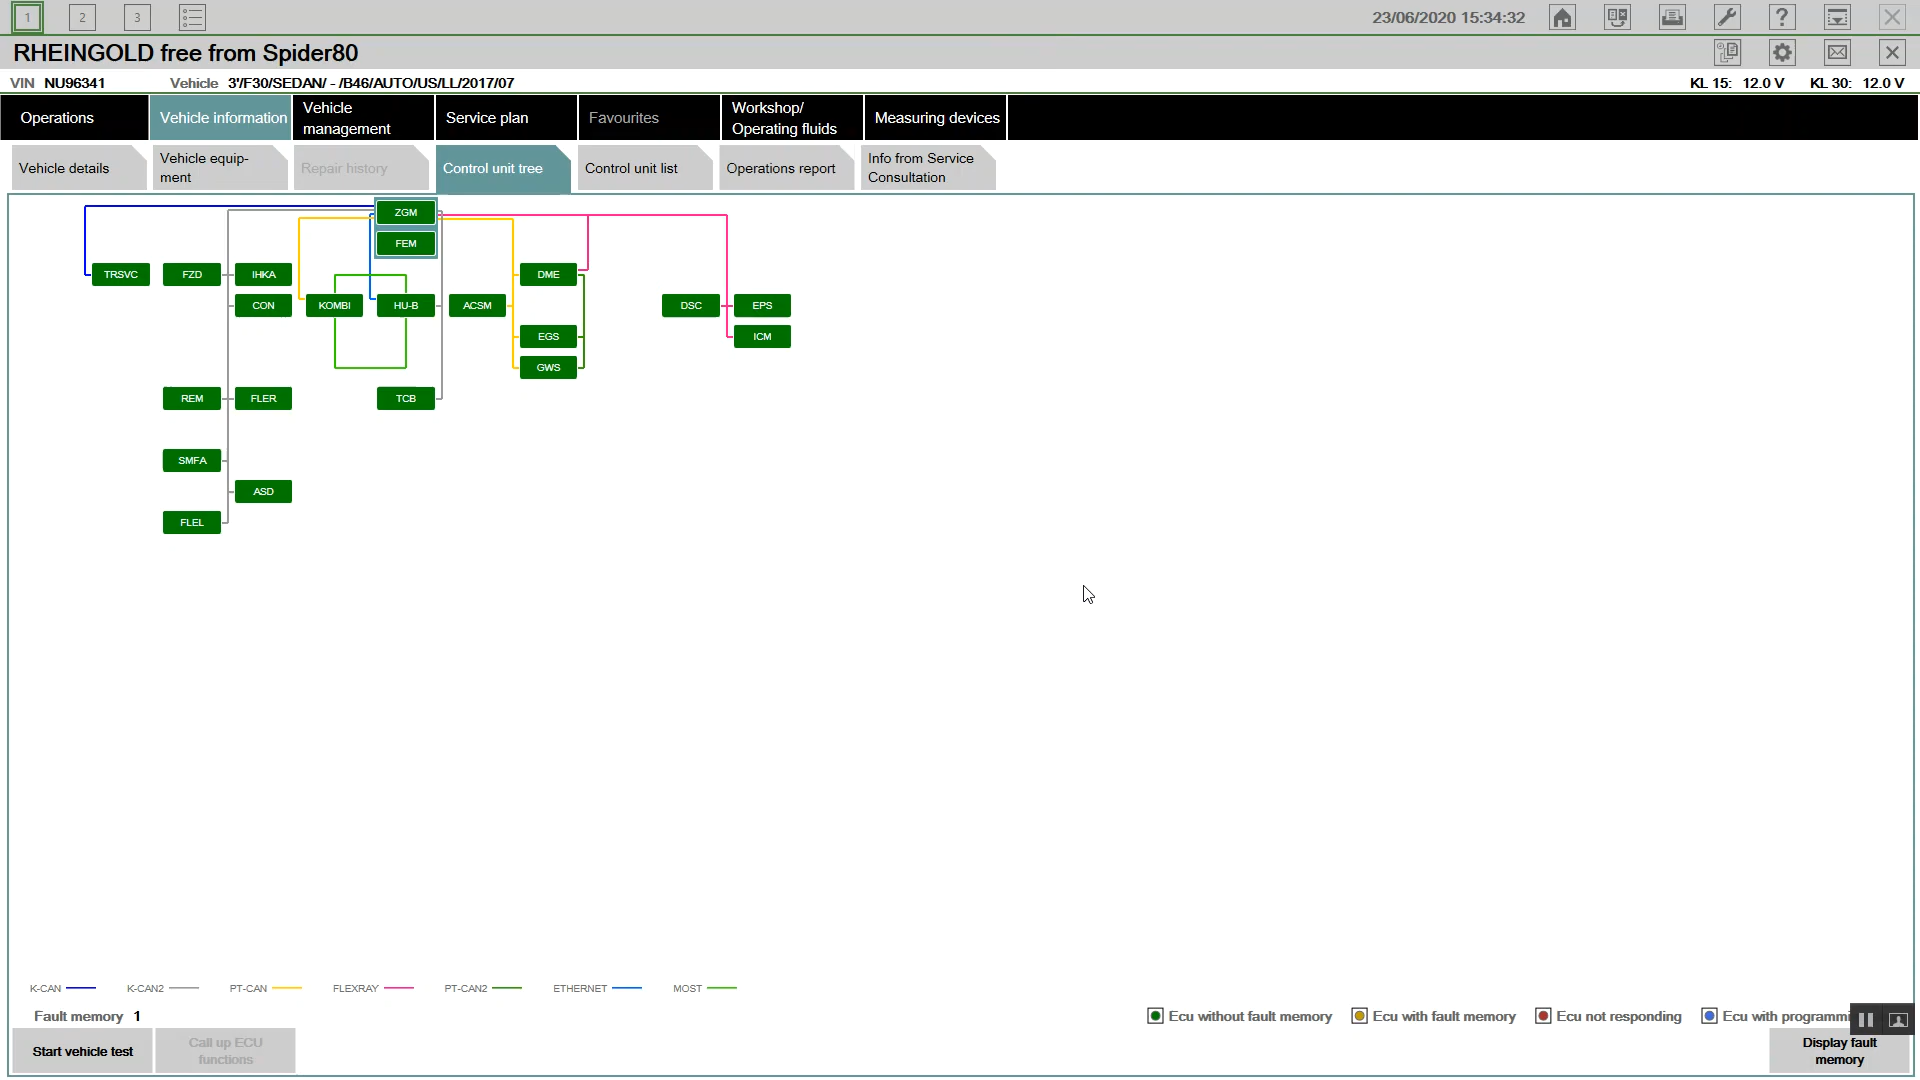 1 2 3
23/06/2020 15:34:32
RHEINGOLD free from Spider80
VIN NU96341 Vehicle 3'/F30/SEDAN/ - /B46/AUTO/US/LL/2017/07 KL 15: 12.0 V KL 30: 12.0 V
Operations
Vehicle information
Vehicle
management
Service plan
Favourites
Workshop/
Operating fluids
Measuring devices
Vehicle details
Vehicle equip-
ment
Repair history
Control unit tree
Control unit list
Operations report
Info from Service
Consultation
ZGM
FEM
TRSVC FZD IHKA DME
CON KOMBI HU-B ACSM DSC EPS
EGS ICM
GWS
REM FLER TCB
SMFA
ASD
FLEL
K-CAN K-CAN2 PT-CAN FLEXRAY PT-CAN2 ETHERNET MOST
Fault memory 1
Ecu without fault memory Ecu with fault memory Ecu not responding Ecu with programmi
Start vehicle test
Call up ECU
functions
Display fault
memory